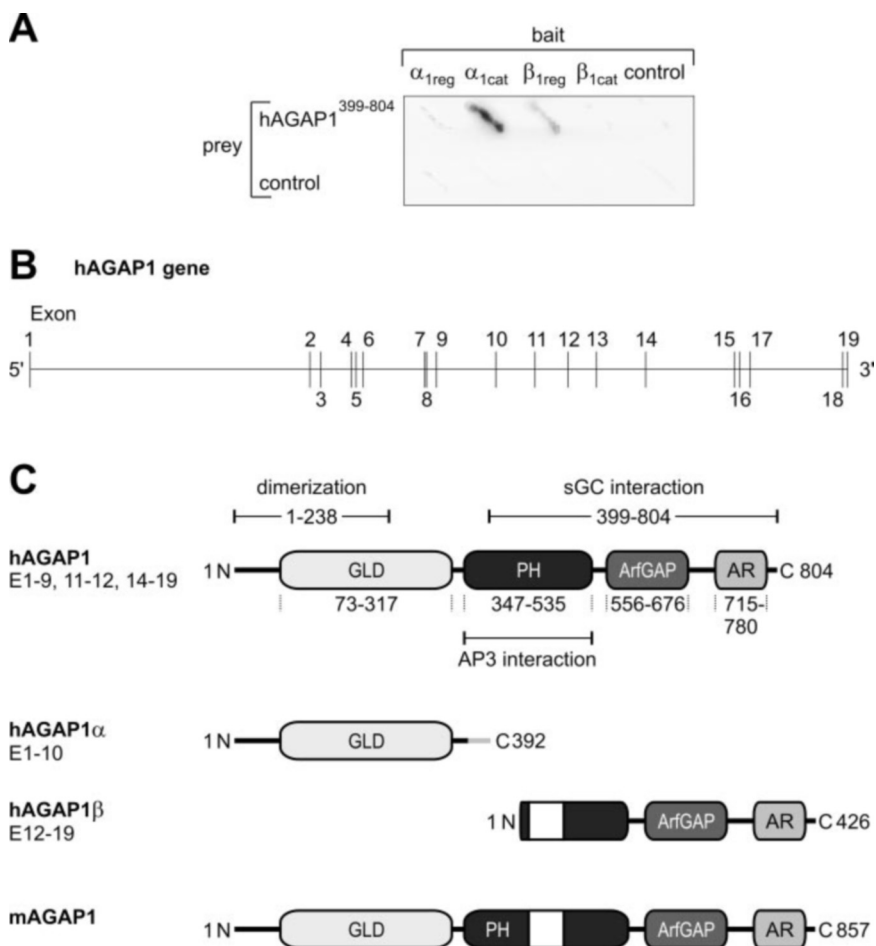 A
bait
α1reg α1cat β1reg β1cat control
hAGAP1399-804
prey
control
B hAGAP1 gene
Exon
1 2 4 6 7 9 10 11 12 13 14 15 17 19
5' 3'
3 5 8 16 18
C
dimerization sGC interaction
1-238 399-804
hAGAP1 1 N GLD PH ArfGAP AR C 804
E1-9, 11-12, 14-19
73-317 347-535 556-676 715-
780
AP3 interaction
hAGAP1α
1 N GLD C 392
E1-10
hAGAP1β
E12-19
1 N ArfGAP AR C 426
mAGAP1
1 N GLD PH ArfGAP AR C 857